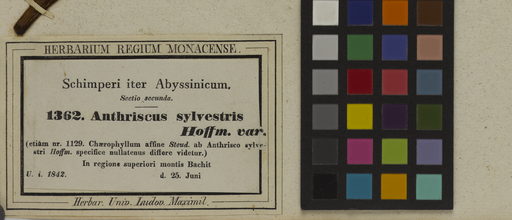 HERBARIUM REGIUM MONACENSE.
Schimperi iter Abyssinicum.
Sectio secunda.
1362. Anthriscus sylvestris
Hoffm. var.
(etiam nr. 1129. Chærophyllum affine Steud. ab Anthrisco sylve-
stri Hoffm. specifice nullatenus differe videtur.)
In regione superiori montis Bachit
U. i. 1842. d. 25. Juni
Herbar. Univ. Ludov. Maximil.